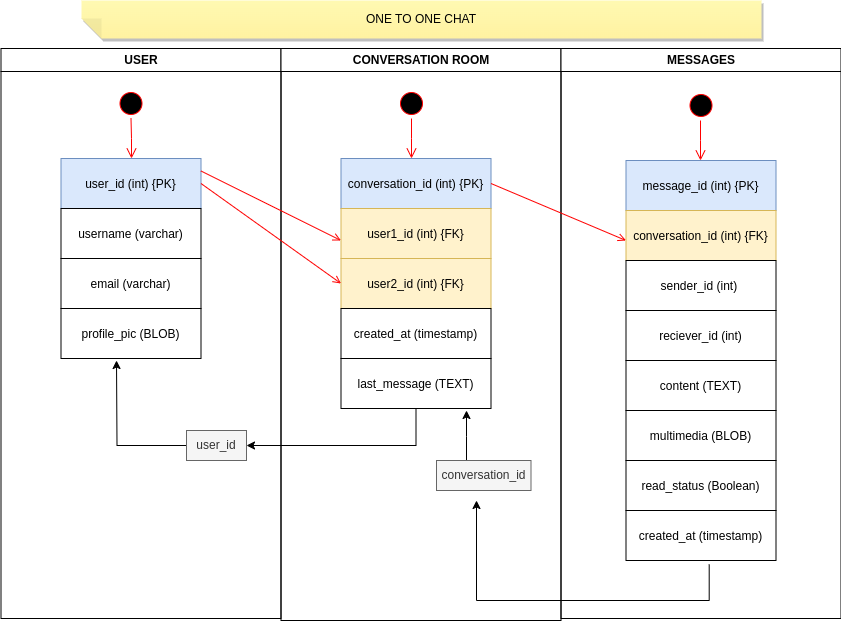 ONE TO ONE CHAT
USER
CONVERSATION ROOM
MESSAGES
user_id (int) {PK}
username (varchar)
email (varchar)
profile_pic (BLOB)
user_id
conversation_id (int) {PK}
user1_id (int) {FK}
user2_id (int) {FK}
created_at (timestamp)
last_message (TEXT)
conversation_id
message_id (int) {PK}
conversation_id (int) {FK}
sender_id (int)
reciever_id (int)
content (TEXT)
multimedia (BLOB)
read_status (Boolean)
created_at (timestamp)